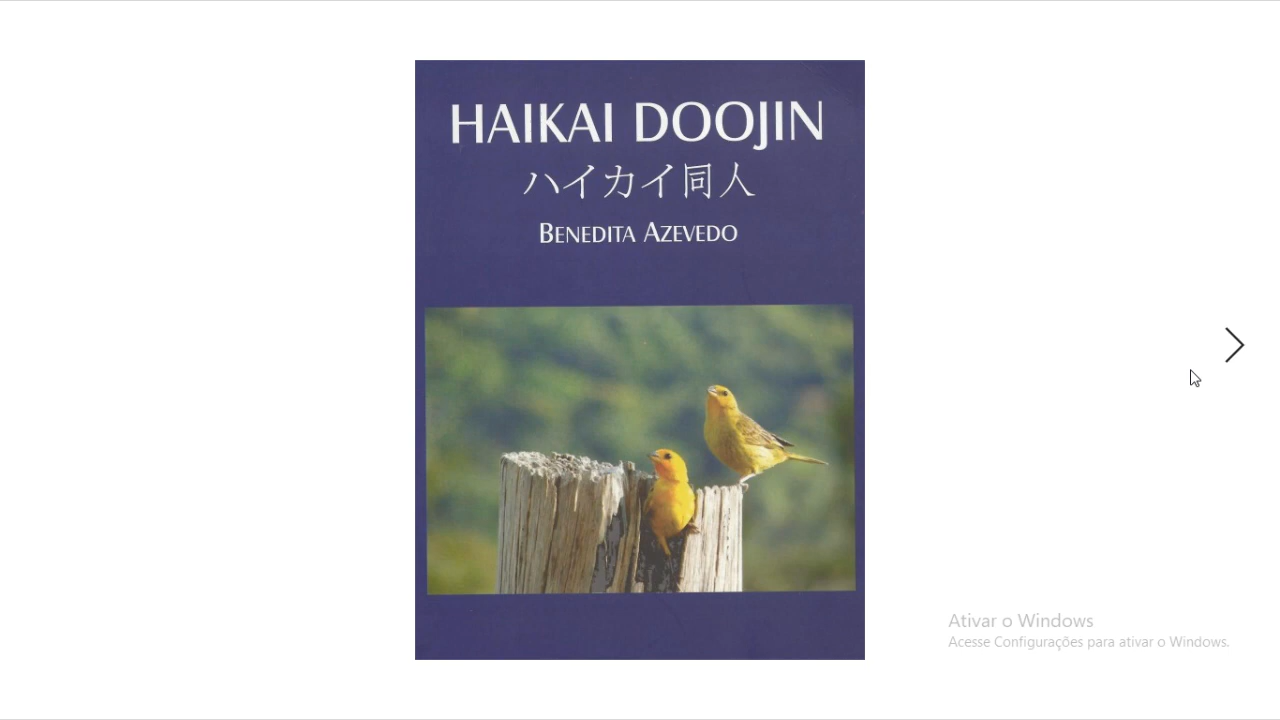 HAIKAI DOOJIN
ハイカイ同人
BENEDITA AZEVEDO
Ativar o Windows
Acesse Configurações para ativar o Windows.